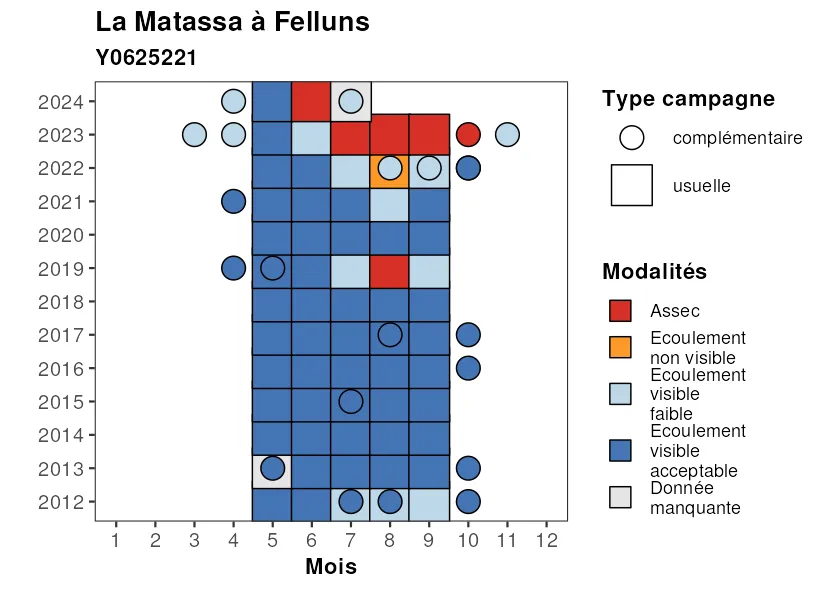 La Matassa à Felluns
Y0625221
2024
2023
2022
2021
2020
2019
2018
2017
2016
2015
2014
2013
2012
1 2 3 4 5 6 7 8 9 10 11 12
Mois
Type campagne
complémentaire
usuelle
Modalités
Assec
Ecoulement
non visible
Ecoulement
visible
faible
Ecoulement
visible
acceptable
Donnée
manquante